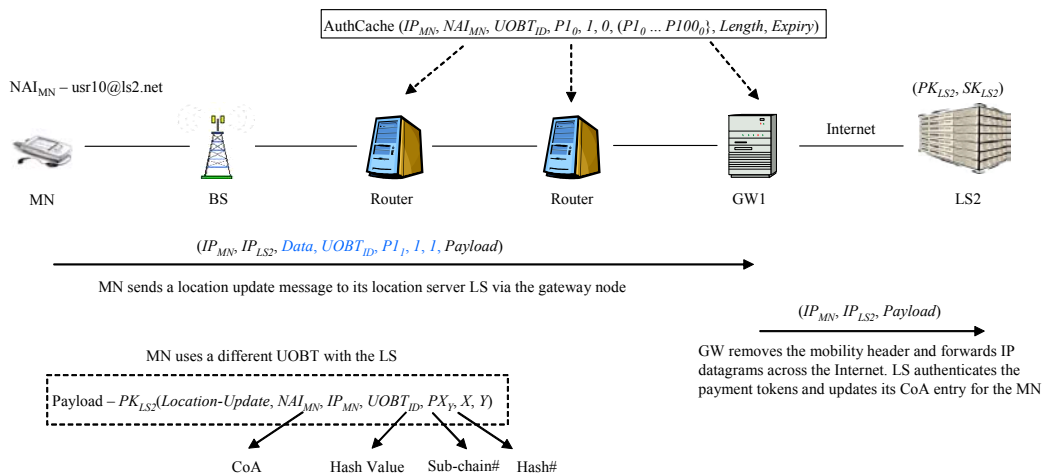 AuthCache (IP_MN, NAI_MN, UOBT_ID, P1_0, 1, 0, (P1_0 ... P100_0}, Length, Expiry)
NAI_MN – usr10@ls2.net
(PK_LS2, SK_LS2)
Internet
MN
BS
Router
Router
GW1
LS2
(IP_MN, IP_LS2, Data, UOBT_ID, P1_1, 1, 1, Payload)
MN sends a location update message to its location server LS via the gateway node
(IP_MN, IP_LS2, Payload)
GW removes the mobility header and forwards IP
datagrams across the Internet. LS authenticates the
payment tokens and updates its CoA entry for the MN
MN uses a different UOBT with the LS
Payload – PK_LS2(Location-Update, NAI_MN, IP_MN, UOBT_ID, PX_Y, X, Y)
CoA
Hash Value
Sub-chain#
Hash#